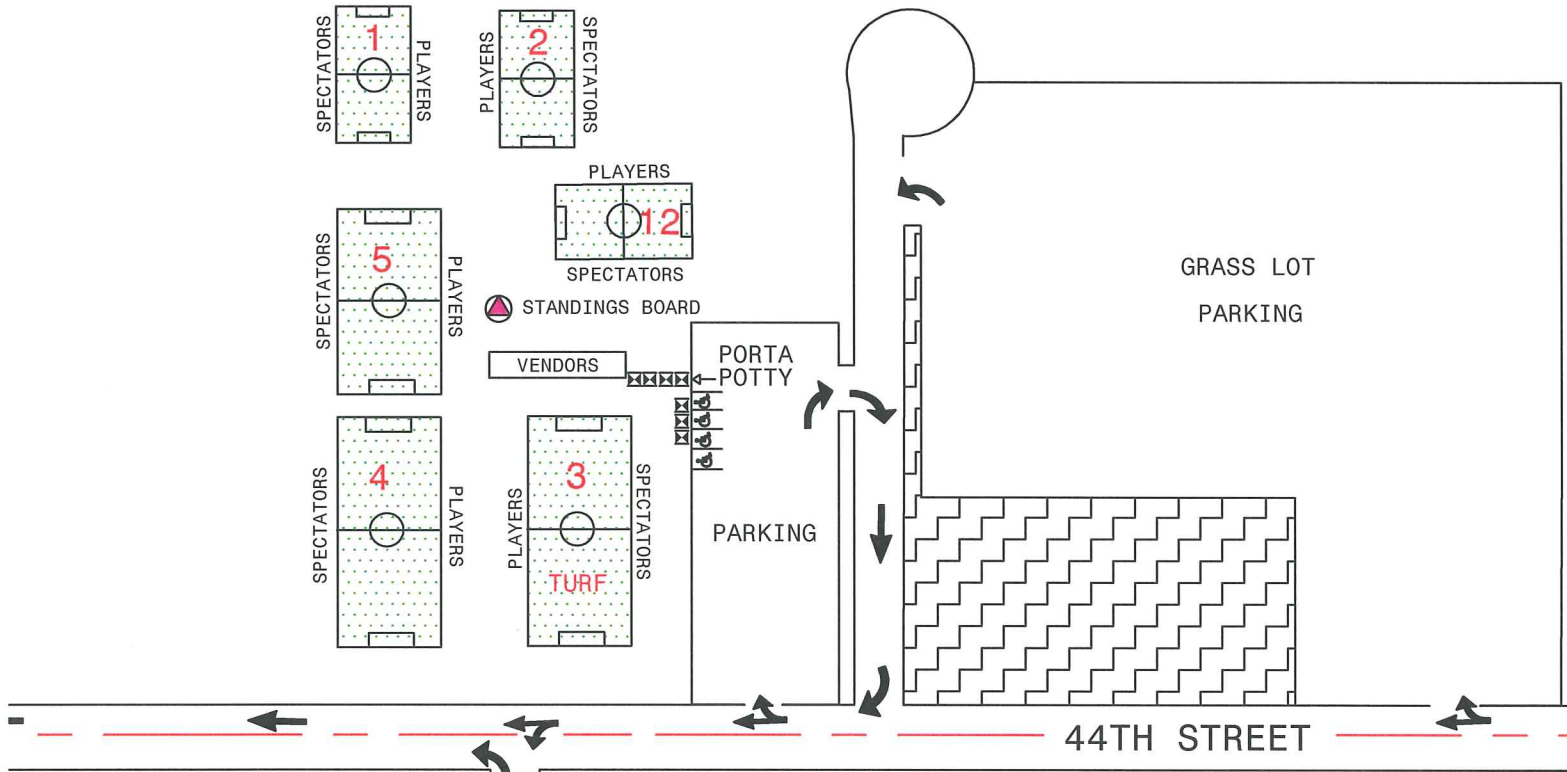 SPECTATORS
1
PLAYERS
PLAYERS
2
SPECTATORS
PLAYERS
12
SPECTATORS
SPECTATORS
5
PLAYERS
STANDINGS BOARD
VENDORS
PORTA
POTTY
GRASS LOT
PARKING
SPECTATORS
4
PLAYERS
PLAYERS
3
TURF
SPECTATORS
PARKING
44TH STREET